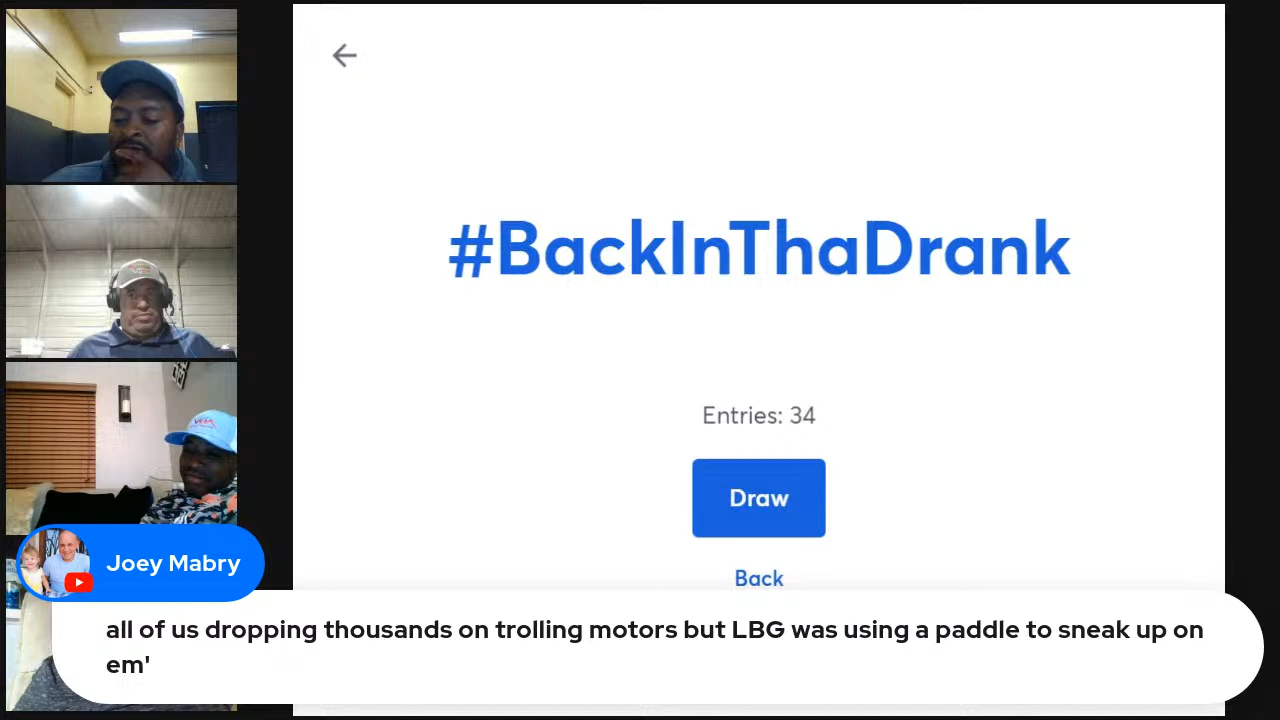 #BackInThaDrank
Entries: 34
Draw
Back
Joey Mabry
all of us dropping thousands on trolling motors but LBG was using a paddle to sneak up on
em'